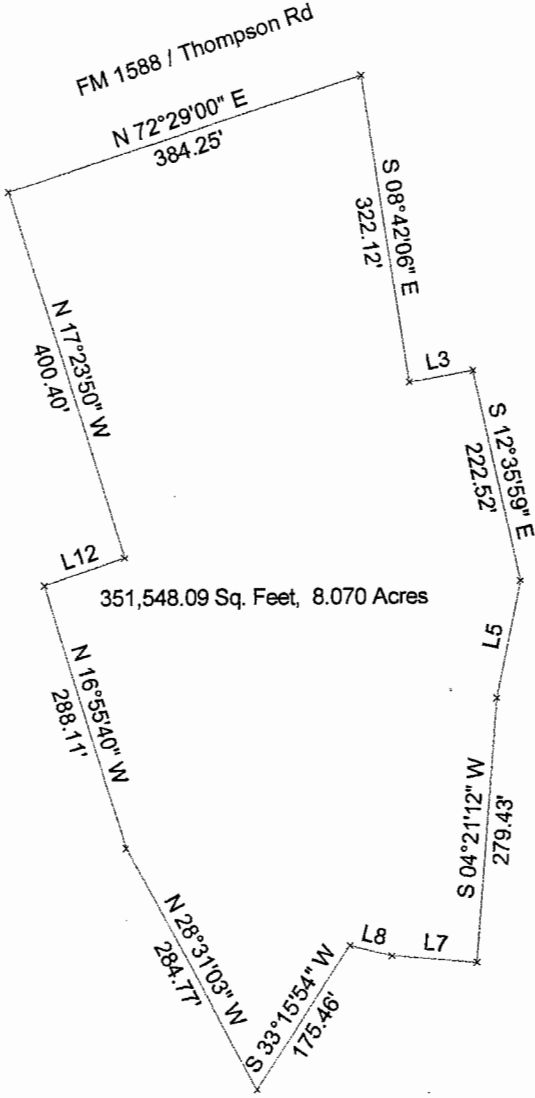 FM 1588 / Thompson Rd
N 72°29'00" E
384.25'
S 08°42'06" E
322.12'
L3
S 12°35'59" E
222.52'
N 17°23'50" W
400.40'
L12
351,548.09 Sq. Feet, 8.070 Acres
L5
N 16°55'40" W
288.11'
S 04°21'12" W
279.43'
N 28°31'03" W
284.77'
S 33°15'54" W
175.46'
L8
L7